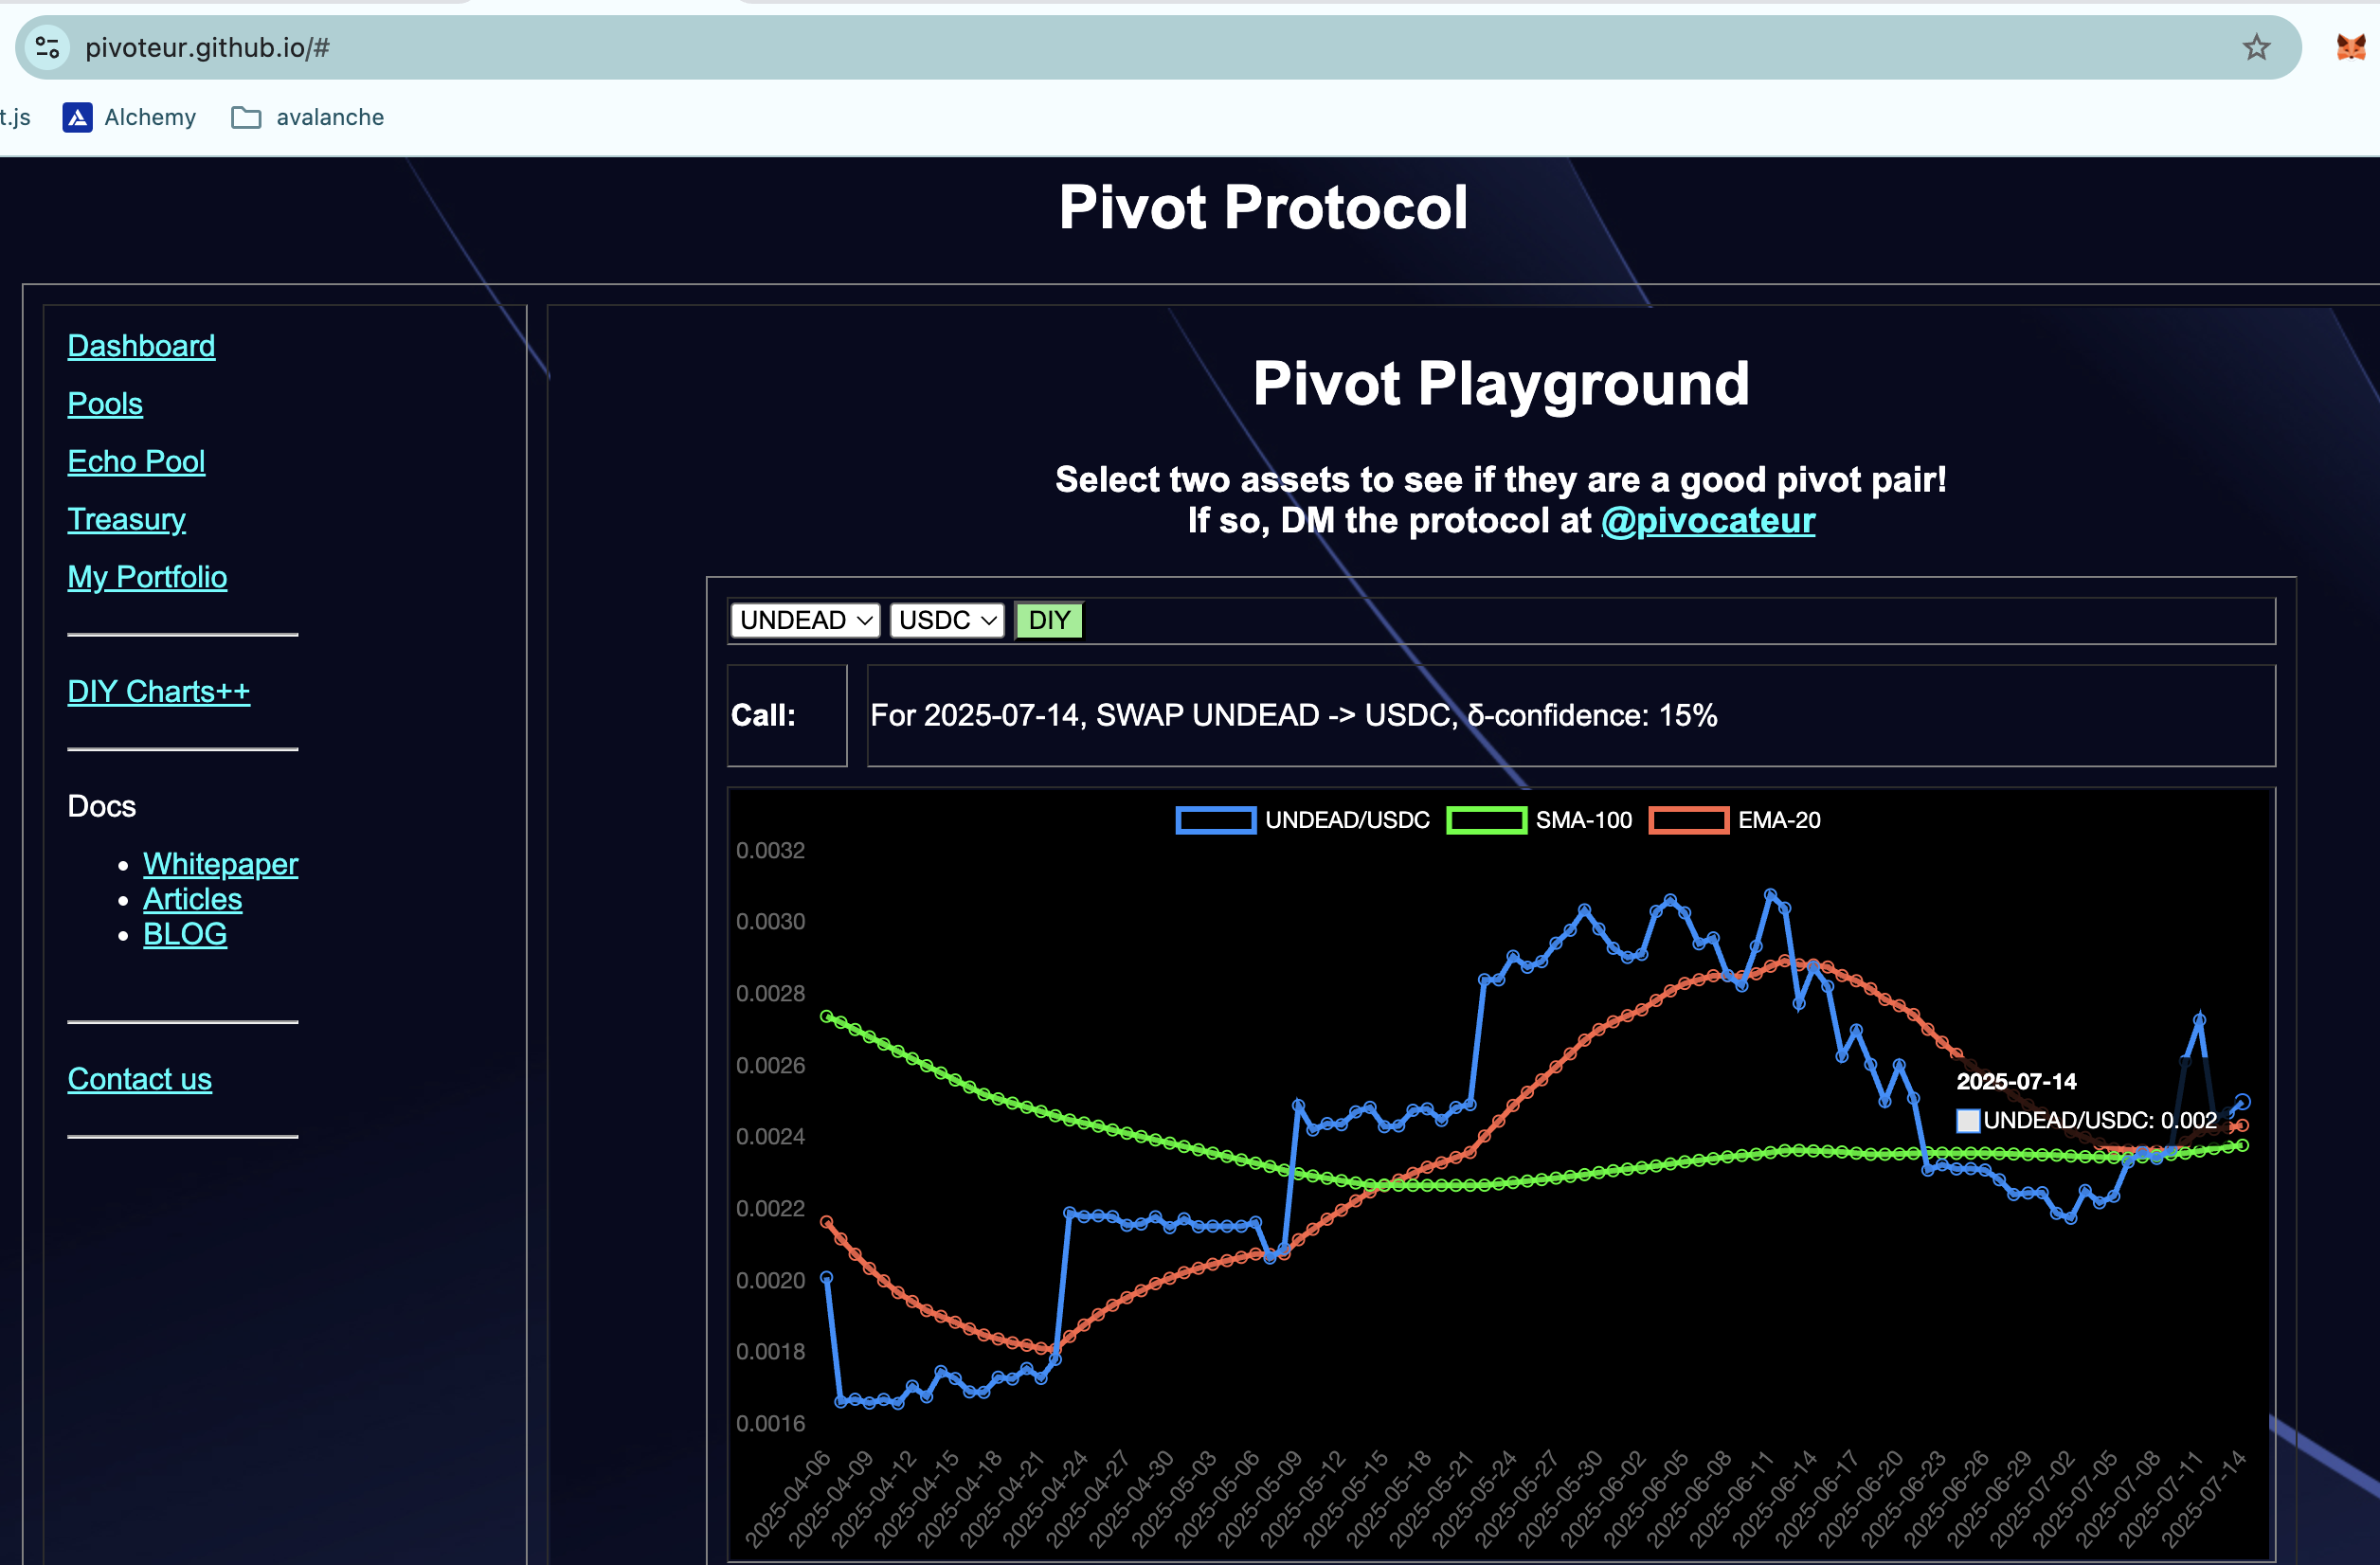 pivoteur.github.io/#
t.js
Alchemy
avalanche
Pivot Protocol
Dashboard
Pools
Echo Pool
Treasury
My Portfolio
DIY Charts++
Docs
Whitepaper
Articles
BLOG
Contact us
Pivot Playground
Select two assets to see if they are a good pivot pair!
If so, DM the protocol at @pivocateur
UNDEAD USDC DIY
Call: For 2025-07-14, SWAP UNDEAD -> USDC, δ-confidence: 15%
UNDEAD/USDC SMA-100 EMA-20
0.0032
0.0030
0.0028
0.0026
0.0024
0.0022
0.0020
0.0018
0.0016
2025-07-14
UNDEAD/USDC: 0.002
2025-04-06
2025-04-09
2025-04-12
2025-04-15
2025-04-18
2025-04-21
2025-04-24
2025-04-27
2025-04-30
2025-05-03
2025-05-06
2025-05-09
2025-05-12
2025-05-15
2025-05-18
2025-05-21
2025-05-24
2025-05-27
2025-05-30
2025-06-02
2025-06-05
2025-06-08
2025-06-11
2025-06-14
2025-06-17
2025-06-20
2025-06-23
2025-06-26
2025-06-29
2025-07-02
2025-07-05
2025-07-08
2025-07-11
2025-07-14